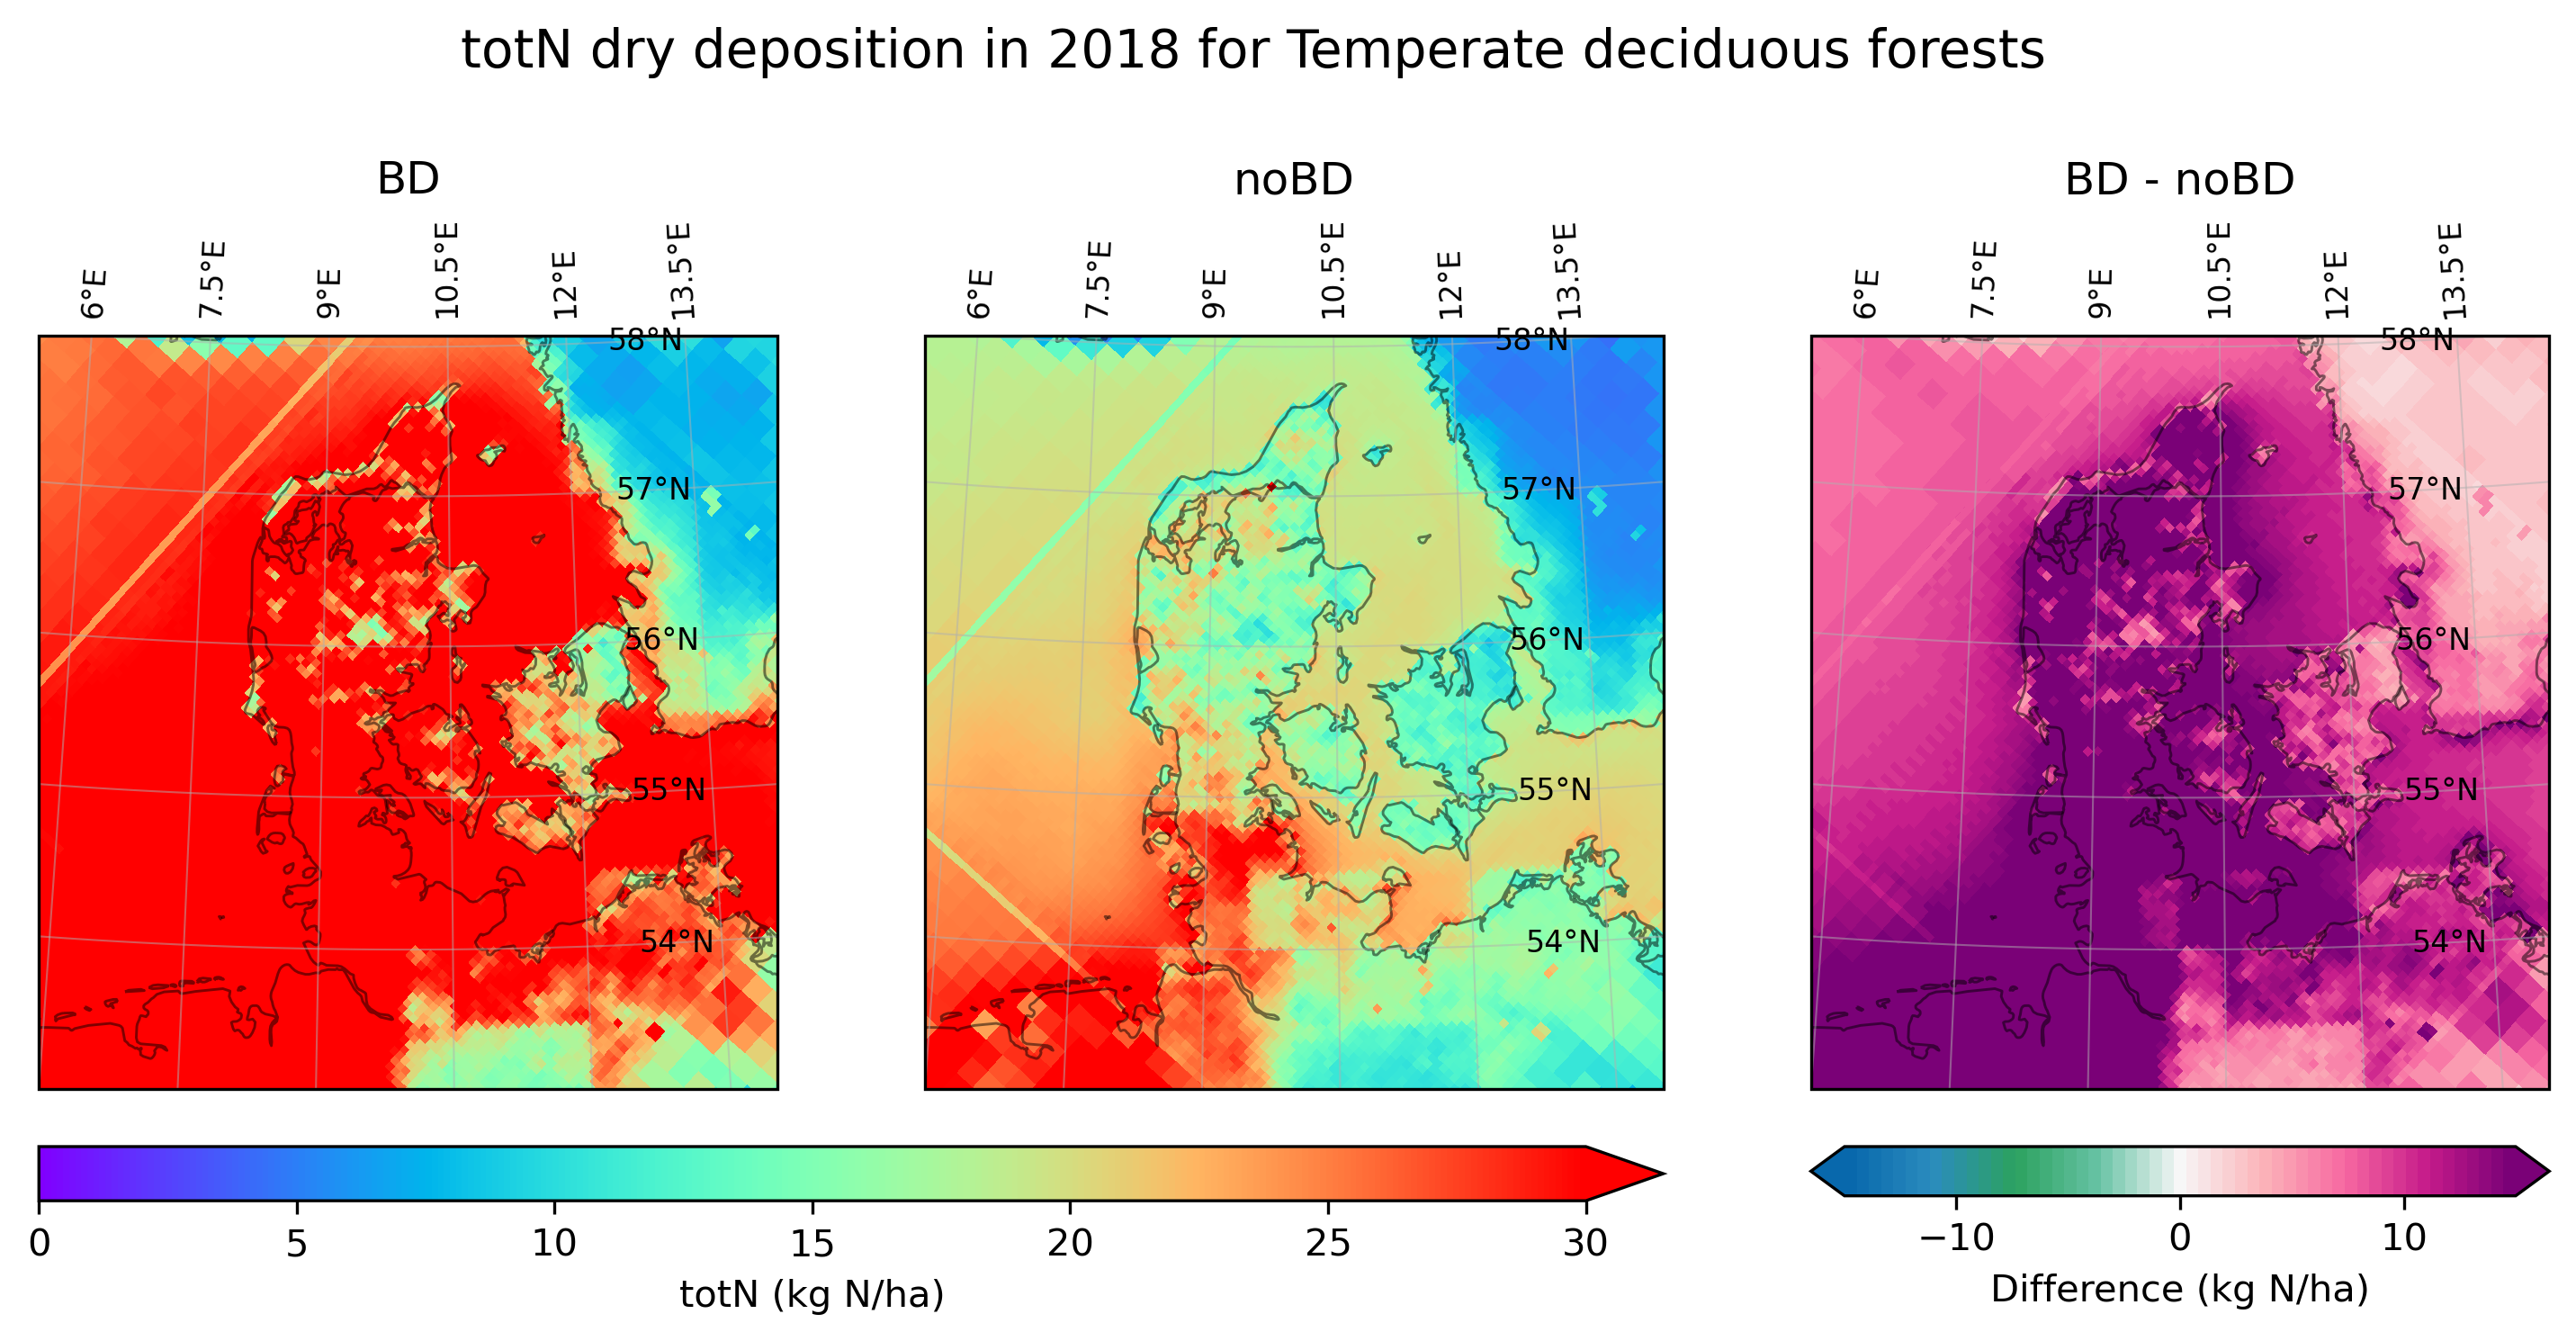 totN dry deposition in 2018 for Temperate deciduous forests
BD
noBD
BD - noBD
6°E
7.5°E
9°E
10.5°E
12°E
13.5°E
6°E
7.5°E
9°E
10.5°E
12°E
13.5°E
6°E
7.5°E
9°E
10.5°E
12°E
13.5°E
58°N
57°N
56°N
55°N
54°N
58°N
57°N
56°N
55°N
54°N
58°N
57°N
56°N
55°N
54°N
0 5 10 15 20 25 30
totN (kg N/ha)
−10 0 10
Difference (kg N/ha)